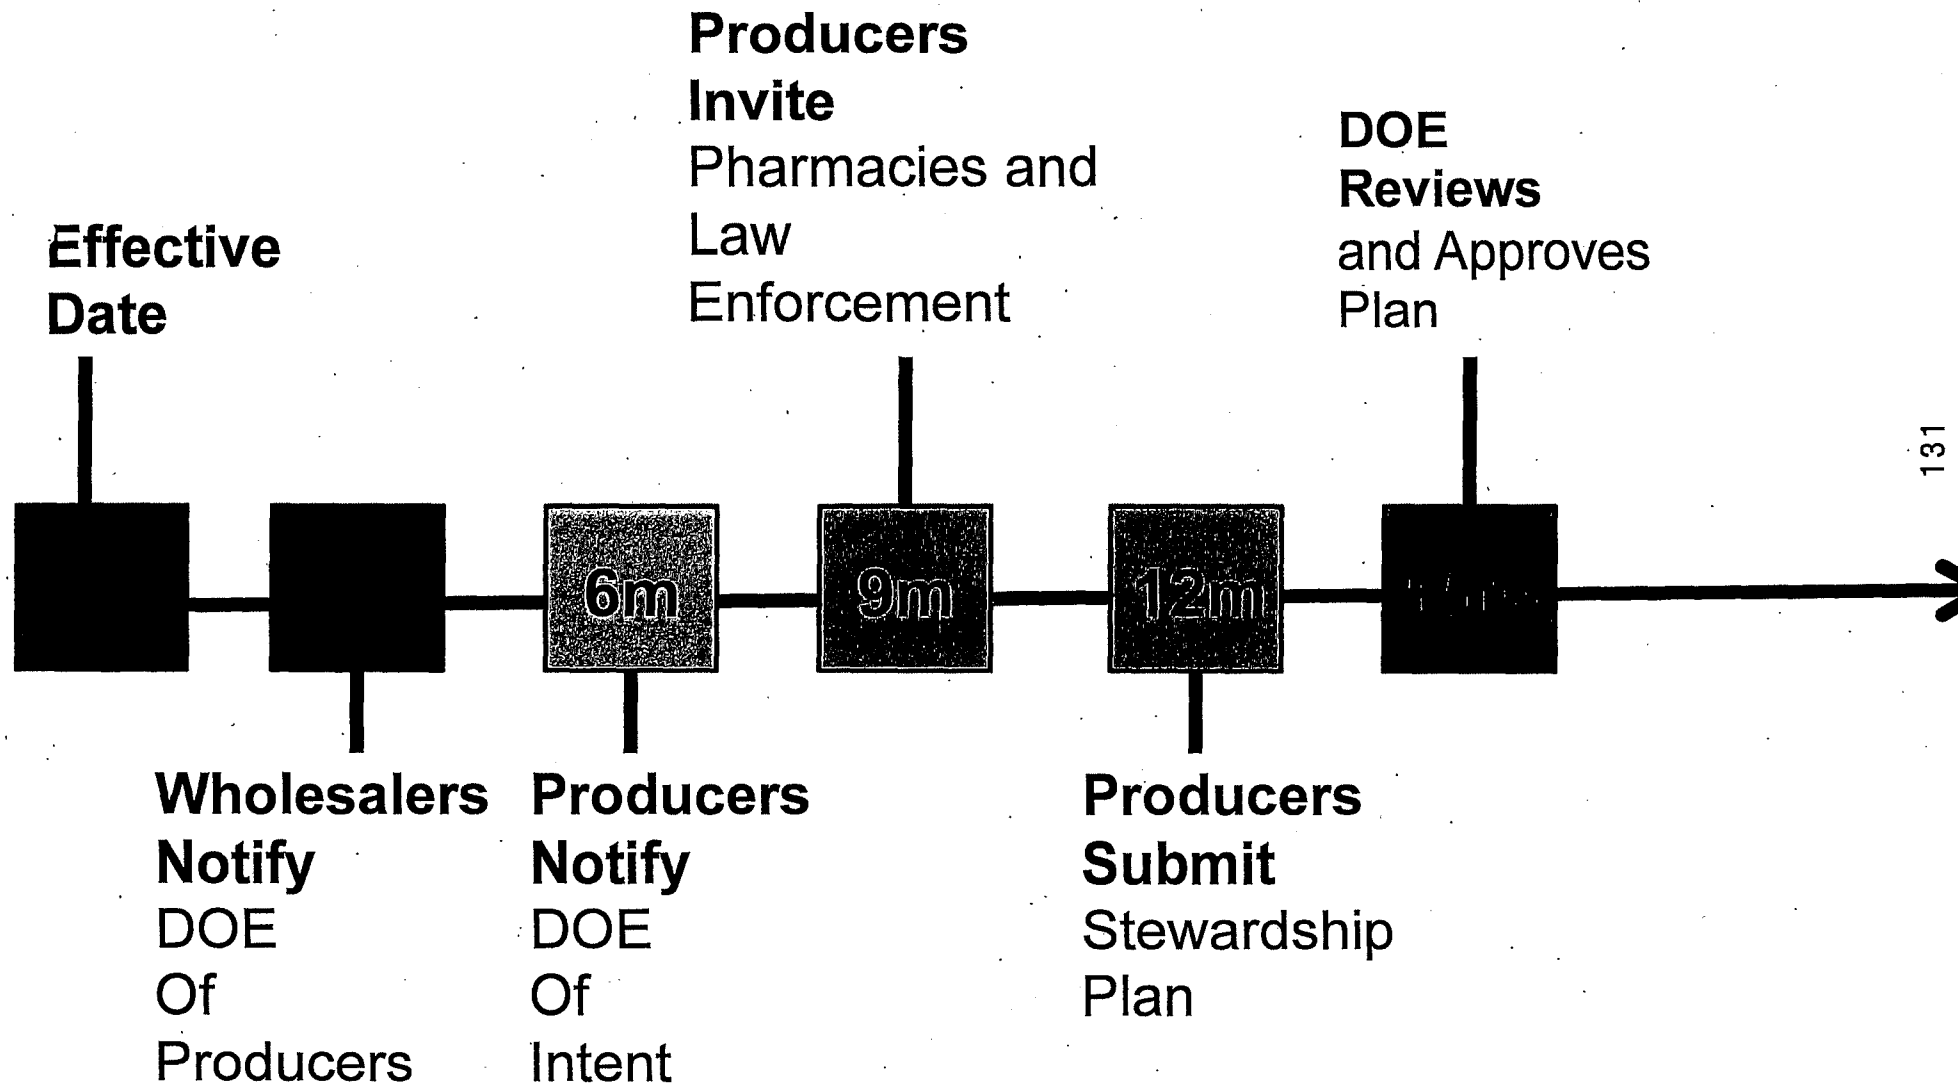 Effective
Date
Producers
Invite
Pharmacies and
Law
Enforcement
DOE
Reviews
and Approves
Plan
131
6m
9m
12m
Wholesalers
Notify
DOE
Of
Producers
Producers
Notify
DOE
Of
Intent
Producers
Submit
Stewardship
Plan